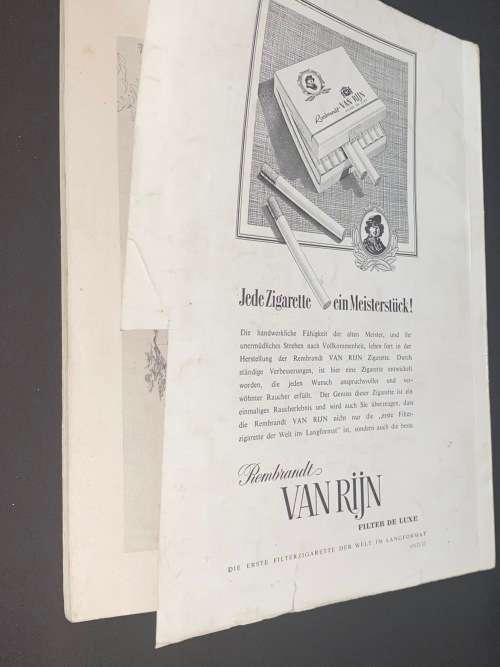 Rembrandt VAN RIJN
Jede Zigarette ein Meisterstück!
Die handwerkliche Fähigkeit der alten Meister, und ihr
unermüdliches Streben nach Vollkommenheit, leben fort in der
Herstellung der Rembrandt VAN RIJN Zigarette. Durch
ständige Verbesserungen, ist hier eine Zigarette entwickelt
worden, die jeden Wunsch anspruchsvoller und ver-
wöhnter Raucher erfüllt. Der Genuss dieser Zigarette ist ein
einmaliges Raucherlebnis und wird auch Sie überzeugen, dass
die Rembrandt VAN RIJN nicht nur die „erste Filter-
zigarette der Welt im Langformat" ist, sondern auch die beste
Rembrandt
VAN RIJN
FILTER DE LUXE
DIE ERSTE FILTERZIGARETTE DER WELT IM LANGFORMAT